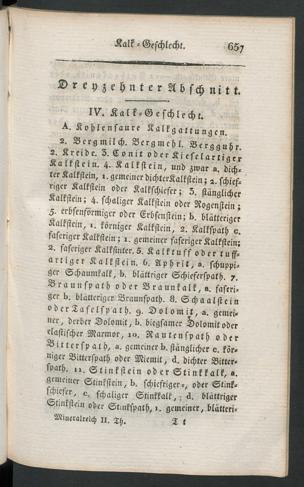 Kalk-Geschlecht. 657
Dreyzehnter Abschnitt.
IV. Kalk-Geschlecht.
A. Kohlensaure Kalkgattungen.
2. Bergmilch, Bergmehl, Bergguhr.
2. Kreide. 3. Conit oder Kieselartiger
Kalkstein. 4. Kalkstein, und zwar a. dich-
ter Kalkstein, 1. gemeiner dichter Kalkstein; 2. schief-
riger Kalkstein oder Kalkschiefer; 3. stänglicher
Kalkstein; 4. schaliger Kalkstein oder Rogenstein;
5. erbsenförmiger oder Erbsenstein; b. blätteriger
Kalkstein, 1. körniger Kalkstein, 2. Kalkspath c.
faseriger Kalkstein; 1. gemeiner faseriger Kalkstein;
2. faseriger Kalksinter. 5. Kalktuff oder tuff-
artiger Kalkstein. 6. Aphrit, a. schuppi-
ger Schaumkalk, b. blättriger Schieferspath. 7.
Braunspath oder Braunkalk, a. faseri-
ger, b. blätteriger Braunspath. 8. Schaalstein
oder Tafelspath. 9. Dolomit, a. gemei-
ner, derber Dolomit, b. biegsamer Dolomit oder
elastischer Marmor, 10. Rautenspath oder
Bitterspath, a. gemeiner b. stänglicher c. kör-
niger Bitterspath oder Miemit, d. dichter Bitter-
spath. 11. Stinkstein oder Stinkkalk, a.
gemeiner Stinkstein, b. schieftriger, oder Stink-
schiefer, c. schaliger Stinkkalk, d. blättriger
Stinkstein oder Stinkspath, 1. gemeiner, blätteri-
Mineralreich II. Th. T t